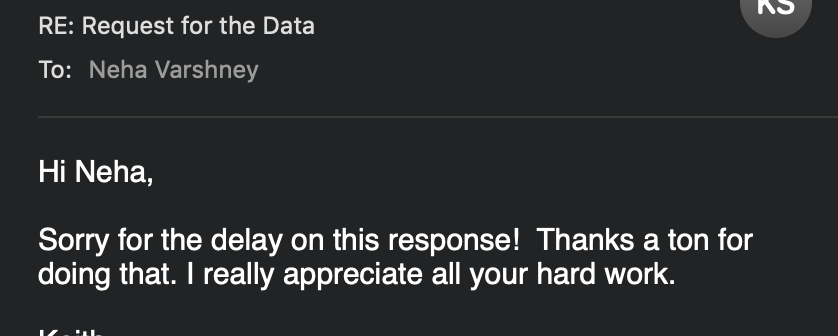 KS
RE: Request for the Data
To: Neha Varshney
Hi Neha,
Sorry for the delay on this response!  Thanks a ton for
doing that. I really appreciate all your hard work.
Keith